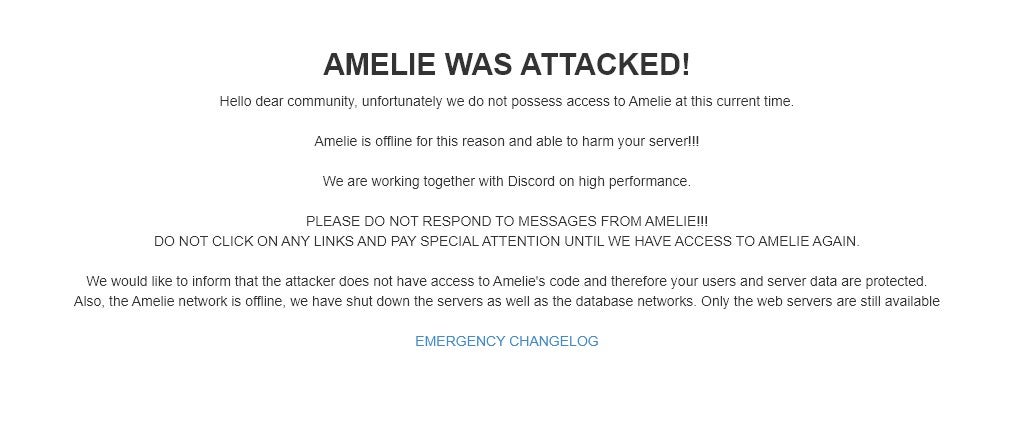 AMELIE WAS ATTACKED!
Hello dear community, unfortunately we do not possess access to Amelie at this current time.
Amelie is offline for this reason and able to harm your server!!!
We are working together with Discord on high performance.
PLEASE DO NOT RESPOND TO MESSAGES FROM AMELIE!!!
DO NOT CLICK ON ANY LINKS AND PAY SPECIAL ATTENTION UNTIL WE HAVE ACCESS TO AMELIE AGAIN.
We would like to inform that the attacker does not have access to Amelie's code and therefore your users and server data are protected.
Also, the Amelie network is offline, we have shut down the servers as well as the database networks. Only the web servers are still available
EMERGENCY CHANGELOG